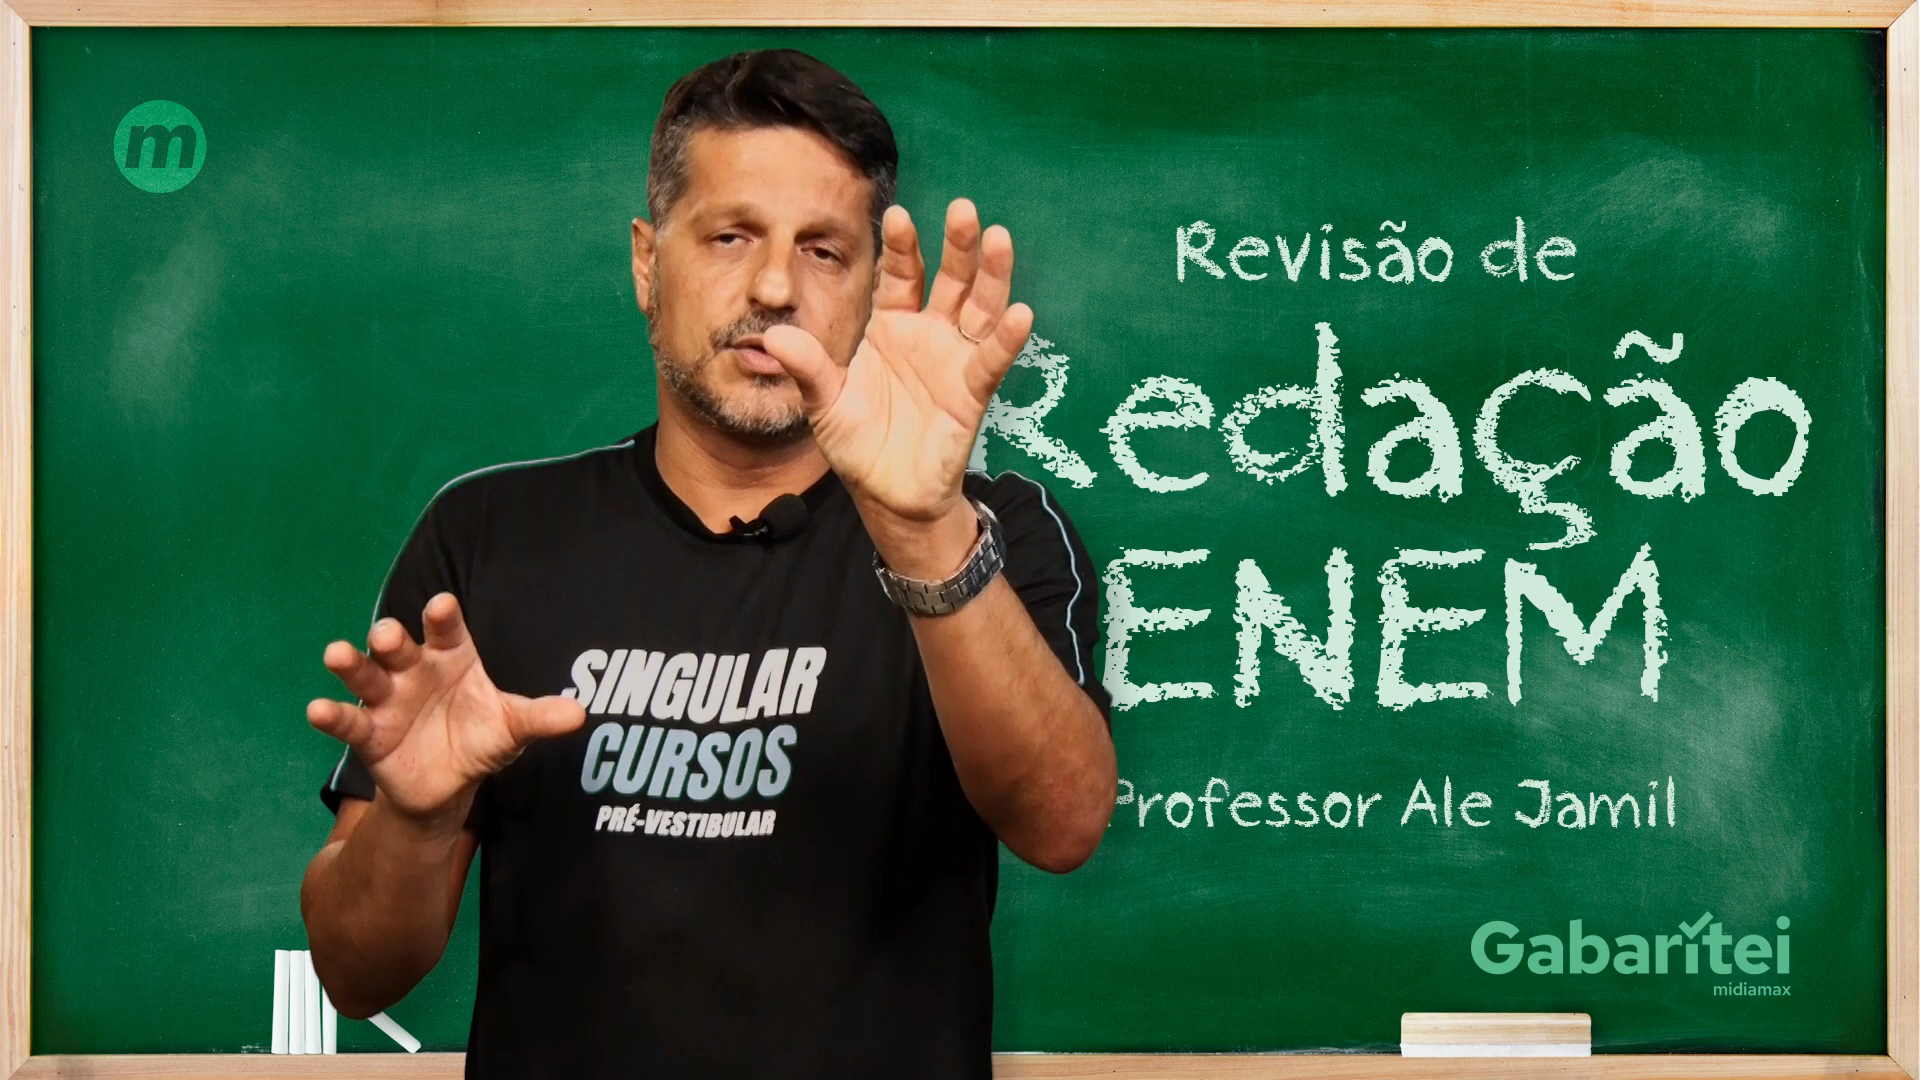 m
Revisão de
Redação
ENEM
Professor Ale Jamil
SINGULAR
CURSOS
PRÉ-VESTIBULAR
Gabaritei
midiamax